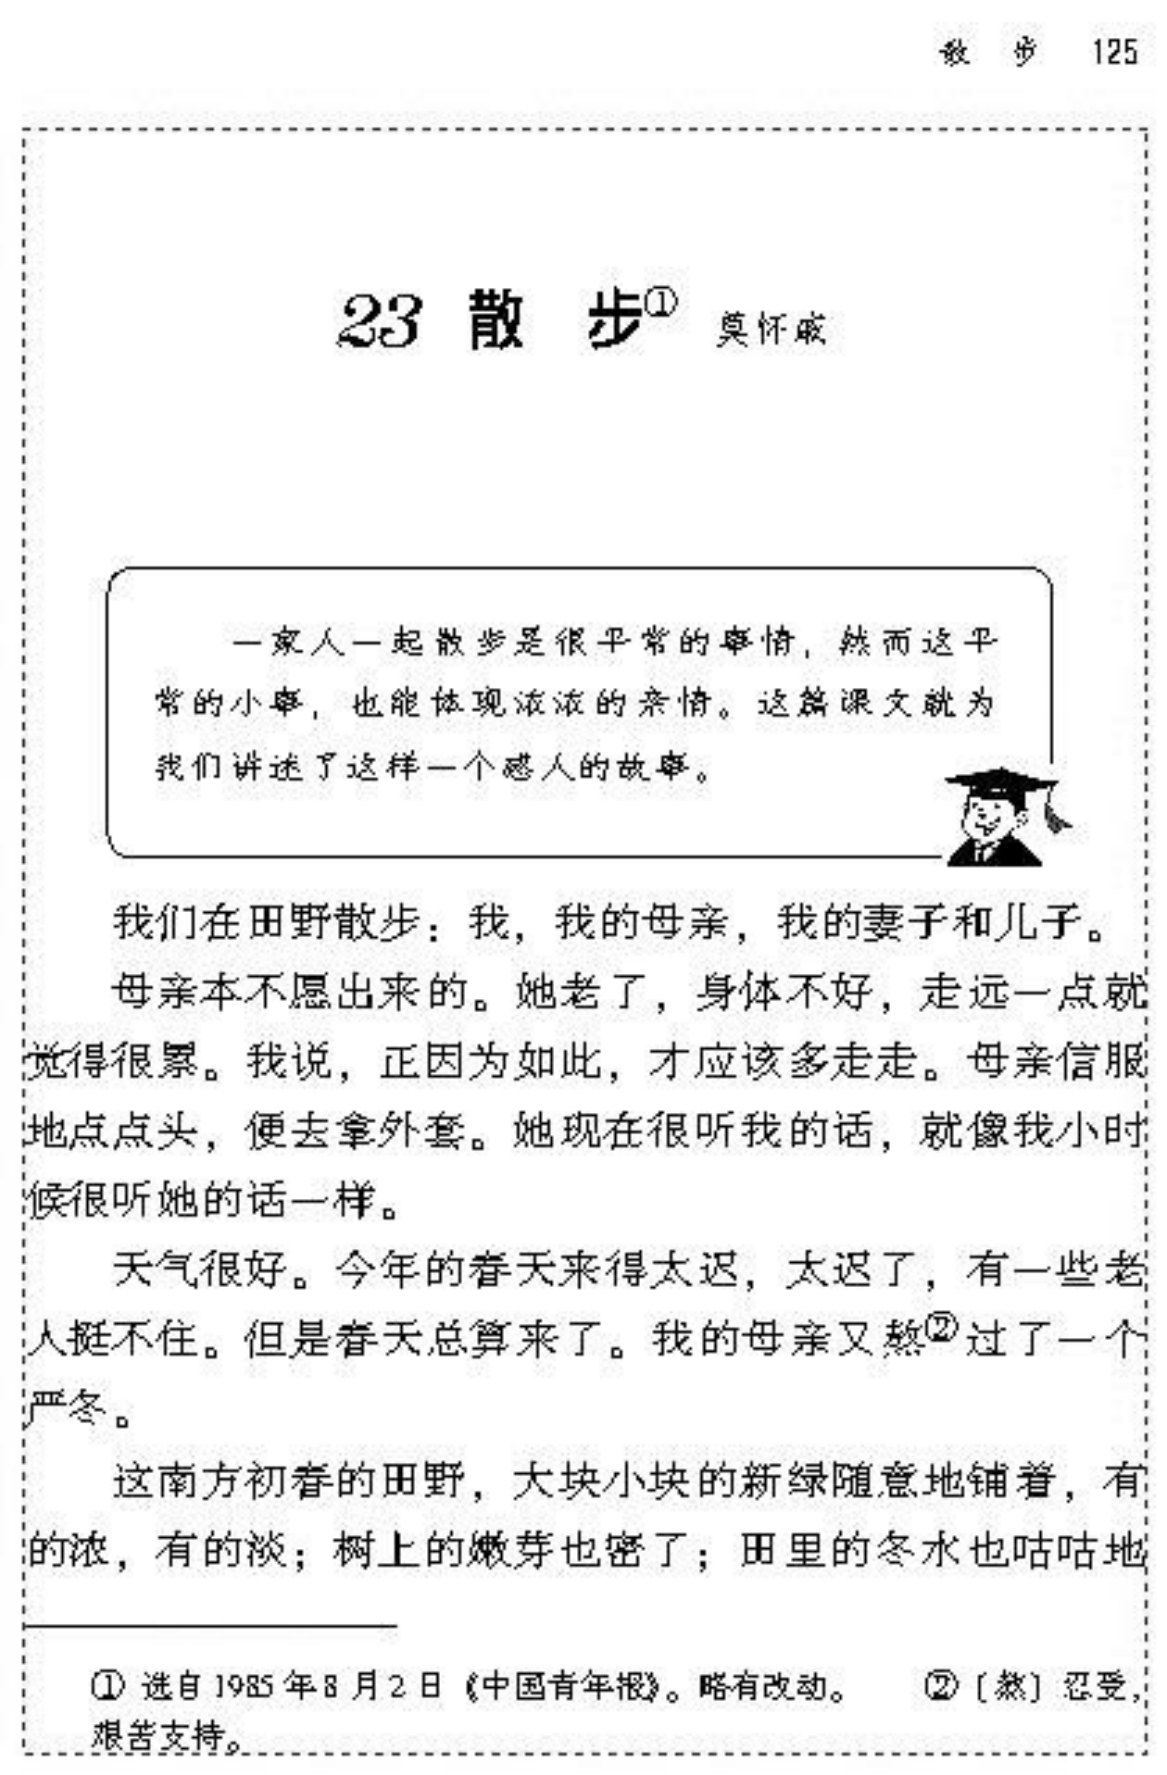 散 步 125
23 散 步① 莫怀戚
一家人一起散步是很平常的事情，然而这平
常的小事，也能体现浓浓的亲情。这篇课文就为
我们讲述了这样一个感人的故事。
我们在田野散步：我，我的母亲，我的妻子和儿子。
母亲本不愿出来的。她老了，身体不好，走远一点就
觉得很累。我说，正因为如此，才应该多走走。母亲信服
地点点头，便去拿外套。她现在很听我的话，就像我小时
候很听她的话一样。
天气很好。今年的春天来得太迟，太迟了，有一些老
人挺不住。但是春天总算来了。我的母亲又熬②过了一个
严冬。
这南方初春的田野，大块小块的新绿随意地铺着，有
的浓，有的淡；树上的嫩芽也密了；田里的冬水也咕咕地
① 选自1985年8月2日《中国青年报》。略有改动。 ②〔熬〕忍受，
艰苦支持。